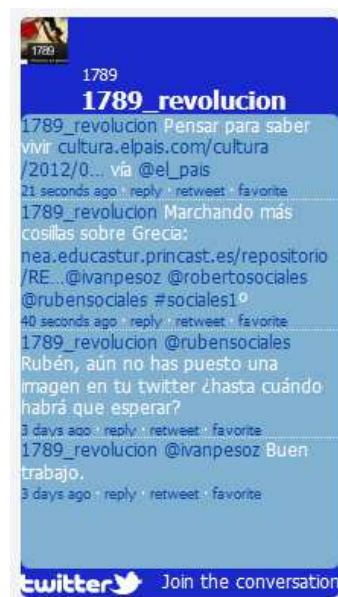 1789
1789
1789_revolucion
1789_revolucion Pensar para saber
vivir cultura.elpais.com/cultura
/2012/0... vía @el_pais
21 seconds ago · reply · retweet · favorite
1789_revolucion Marchando más
cosillas sobre Grecia:
nea.educastur.princast.es/repositorio
/RE...@ivanpesoz @robertosociales
@rubensociales #sociales1º
40 seconds ago · reply · retweet · favorite
1789_revolucion @rubensociales
Rubén, aún no has puesto una
imagen en tu twitter ¿hasta cuándo
habrá que esperar?
3 days ago · reply · retweet · favorite
1789_revolucion @ivanpesoz Buen
trabajo.
3 days ago · reply · retweet · favorite
twitter Join the conversation